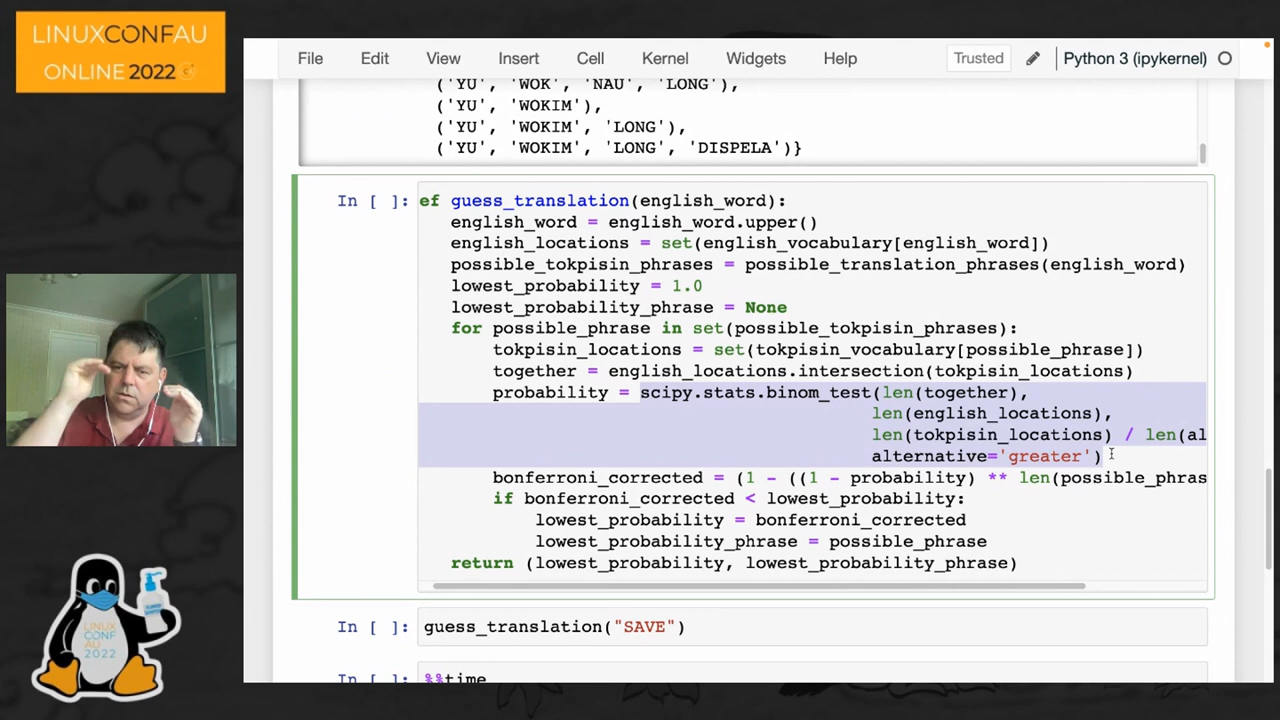 LINUXCONFAU
ONLINE 2022
File Edit View Insert Cell Kernel Widgets Help Trusted Python 3 (ipykernel)
('YU', 'WOK', 'NAU', 'LONG'),
('YU', 'WOKIM'),
('YU', 'WOKIM', 'LONG'),
('YU', 'WOKIM', 'LONG', 'DISPELA')}
In [ ]: ef guess_translation(english_word):
english_word = english_word.upper()
english_locations = set(english_vocabulary[english_word])
possible_tokpisin_phrases = possible_translation_phrases(english_word)
lowest_probability = 1.0
lowest_probability_phrase = None
for possible_phrase in set(possible_tokpisin_phrases):
tokpisin_locations = set(tokpisin_vocabulary[possible_phrase])
together = english_locations.intersection(tokpisin_locations)
probability = scipy.stats.binom_test(len(together),
len(english_locations),
len(tokpisin_locations) / len(al
alternative='greater')
bonferroni_corrected = (1 - ((1 - probability) ** len(possible_phras
if bonferroni_corrected < lowest_probability:
lowest_probability = bonferroni_corrected
lowest_probability_phrase = possible_phrase
return (lowest_probability, lowest_probability_phrase)
In [ ]: guess_translation("SAVE")
In [ ]: %%time
LINUX
CONF
AU
2022